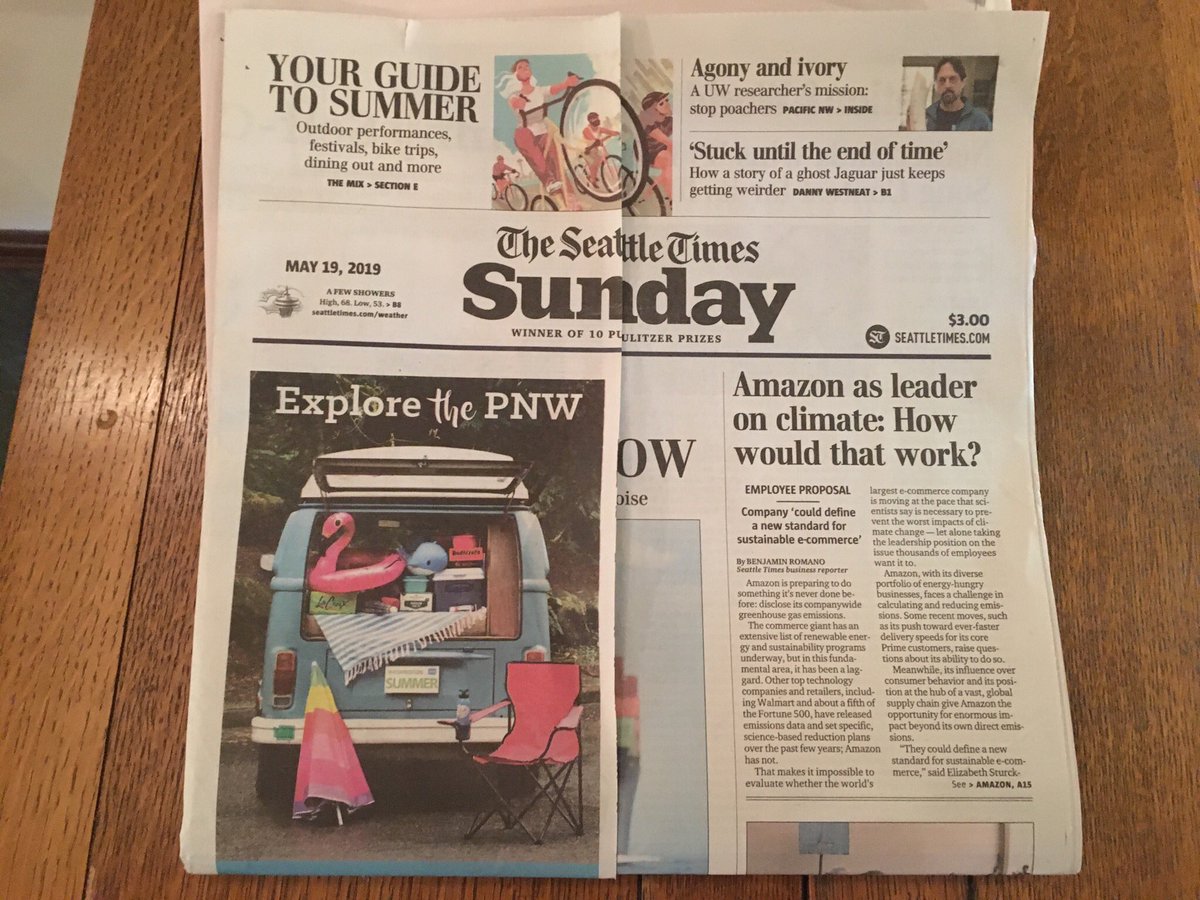 YOUR GUIDE
TO SUMMER
Outdoor performances,
festivals, bike trips,
dining out and more
THE MIX > SECTION E
Agony and ivory
A UW researcher's mission:
stop poachers PACIFIC NW > INSIDE
‘Stuck until the end of time’
How a story of a ghost Jaguar just keeps
getting weirder DANNY WESTNEAT > B1
MAY 19, 2019
A FEW SHOWERS
High, 68. Low, 53. > B8
seattletimes.com/weather
The Seattle Times
Sunday
WINNER OF 10 PULITZER PRIZES
$3.00
ST SEATTLETIMES.COM
Explore the PNW
LaCroix
SUMMER
OW
oise
Amazon as leader
on climate: How
would that work?
EMPLOYEE PROPOSAL
Company ‘could define
a new standard for
sustainable e-commerce’
By BENJAMIN ROMANO
Seattle Times business reporter
Amazon is preparing to do
something it's never done be-
fore: disclose its companywide
greenhouse gas emissions.
The commerce giant has an
extensive list of renewable ener-
gy and sustainability programs
underway, but in this funda-
mental area, it has been a lag-
gard. Other top technology
companies and retailers, includ-
ing Walmart and about a fifth of
the Fortune 500, have released
emissions data and set specific,
science-based reduction plans
over the past few years; Amazon
has not.
That makes it impossible to
evaluate whether the world's
largest e-commerce company
is moving at the pace that sci-
entists say is necessary to pre-
vent the worst impacts of cli-
mate change — let alone taking
the leadership position on the
issue thousands of employees
want it to.
Amazon, with its diverse
portfolio of energy-hungry
businesses, faces a challenge in
calculating and reducing emis-
sions. Some recent moves, such
as its push toward ever-faster
delivery speeds for its core
Prime customers, raise ques-
tions about its ability to do so.
Meanwhile, its influence over
consumer behavior and its posi-
tion at the hub of a vast, global
supply chain give Amazon the
opportunity for enormous im-
pact beyond its own direct emis-
sions.
“They could define a new
standard for sustainable e-com-
merce,” said Elizabeth Sturck-
See > AMAZON, A15